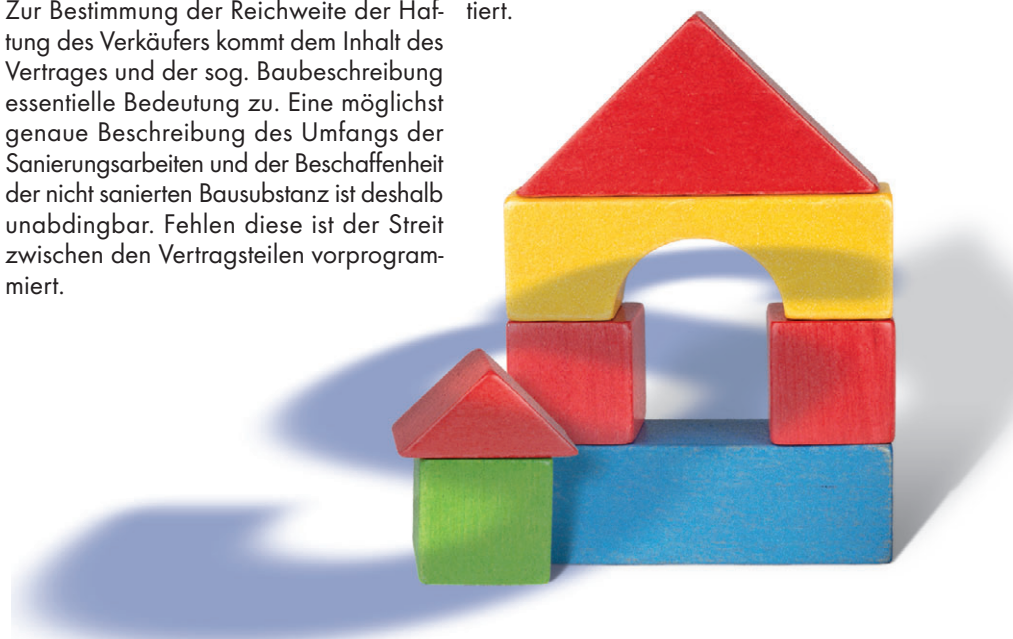 Zur Bestimmung der Reichweite der Haf-
tung des Verkäufers kommt dem Inhalt des
Vertrages und der sog. Baubeschreibung
essentielle Bedeutung zu. Eine möglichst
genaue Beschreibung des Umfangs der
Sanierungsarbeiten und der Beschaffenheit
der nicht sanierten Bausubstanz ist deshalb
unabdingbar. Fehlen diese ist der Streit
zwischen den Vertragsteilen vorprogram-
miert.
tiert.